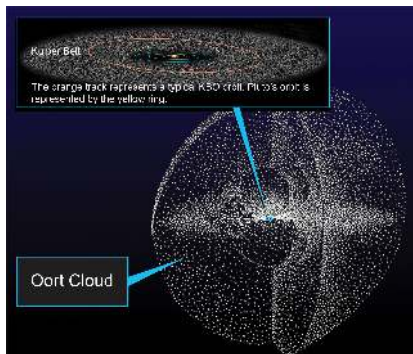 Kuiper Belt
The orange track represents a typical KBO orbit. Pluto's orbit is
represented by the yellow ring.
Oort Cloud